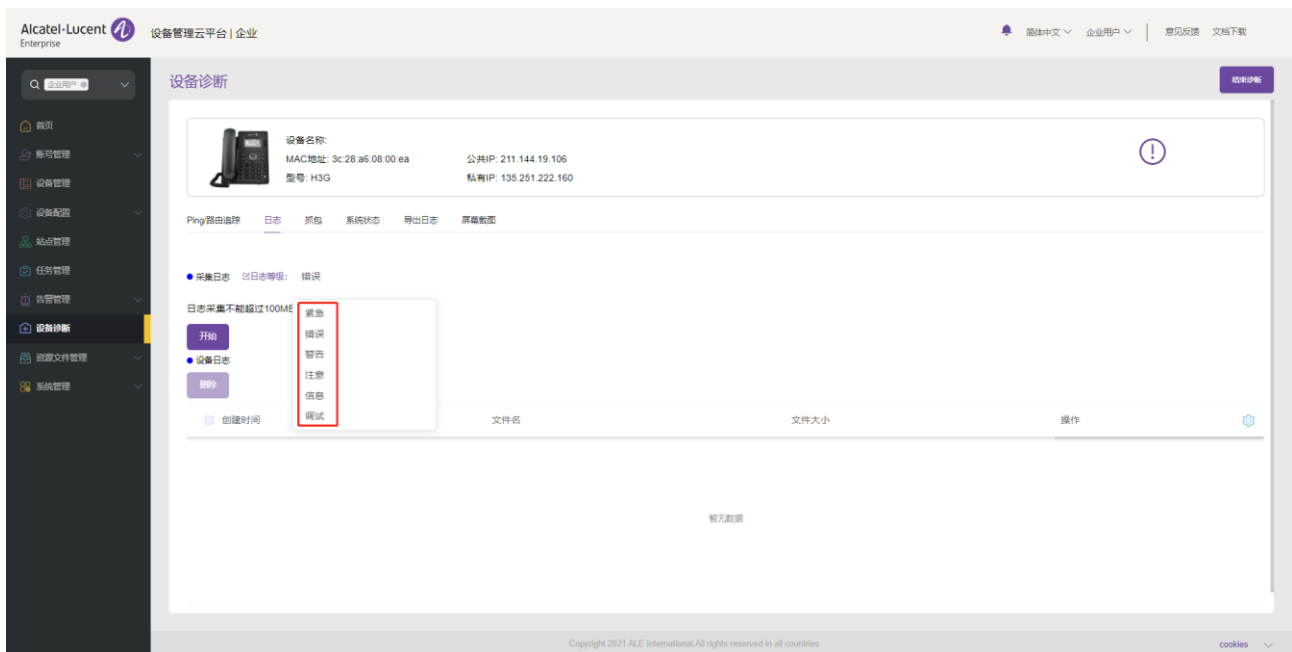 Alcatel·Lucent
Enterprise
设备管理云平台 | 企业
简体中文
企业用户
意见反馈
文档下载
企业用户
首页
账号管理
设备管理
设备配置
站点管理
任务管理
告警管理
设备诊断
资源文件管理
系统管理
设备诊断
结束诊断
设备名称:
MAC地址: 3c:28:a6:08:00:ea
公共IP: 211.144.19.106
型号: H3G
私有IP: 135.251.222.160
Ping/路由追踪
日志
抓包
系统状态
导出日志
屏幕截图
采集日志
日志等级:
错误
日志采集不能超过100ME
紧急
错误
警告
注意
信息
调试
开始
设备日志
删除
创建时间
文件名
文件大小
操作
暂无数据
Copyright 2021 ALE International.All rights reserved in all countries
cookies